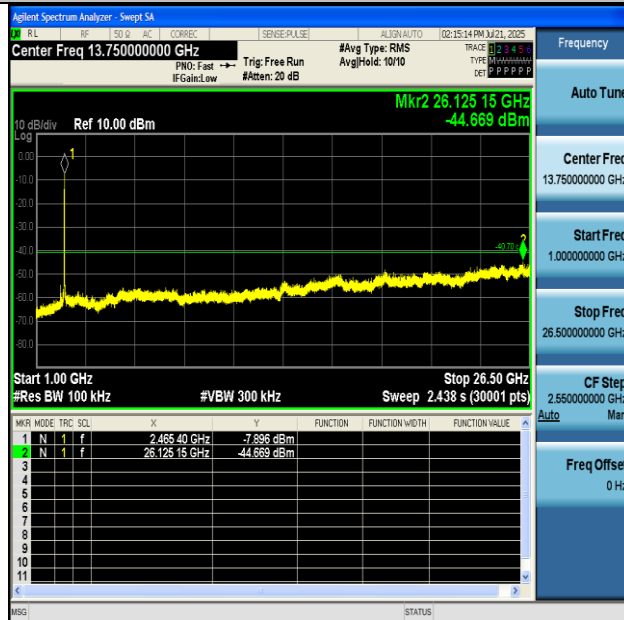 Agilent Spectrum Analyzer - Swept SA
RL RF 50 Ω AC CORREC SENSE:PULSE ALIGNAUTO 02:15:14 PM Jul 21, 2025
Center Freq 13.750000000 GHz
PNO: Fast
IFGain:Low
Trig: Free Run
#Atten: 20 dB
#Avg Type: RMS
Avg|Hold: 10/10
TRACE 1 2 3 4 5 6
TYPE
DET P P P P P P
Mkr2 26.125 15 GHz
-44.669 dBm
10 dB/div Ref 10.00 dBm
Log
0.00
-10.0
-20.0
-30.0
-40.0
-50.0
-60.0
-70.0
-80.0
1
2
Start 1.00 GHz Stop 26.50 GHz
#Res BW 100 kHz #VBW 300 kHz Sweep 2.438 s (30001 pts)
MKR MODE TRC SCL X Y FUNCTION FUNCTION WIDTH FUNCTION VALUE
1 N 1 f 2.465 40 GHz -7.896 dBm
2 N 1 f 26.125 15 GHz -44.669 dBm
3
4
5
6
7
8
9
10
11
MSG STATUS
Frequency
Auto Tune
Center Freq
13.750000000 GHz
Start Freq
1.000000000 GHz
Stop Freq
26.500000000 GHz
CF Step
2.550000000 GHz
Auto Man
Freq Offset
0 Hz